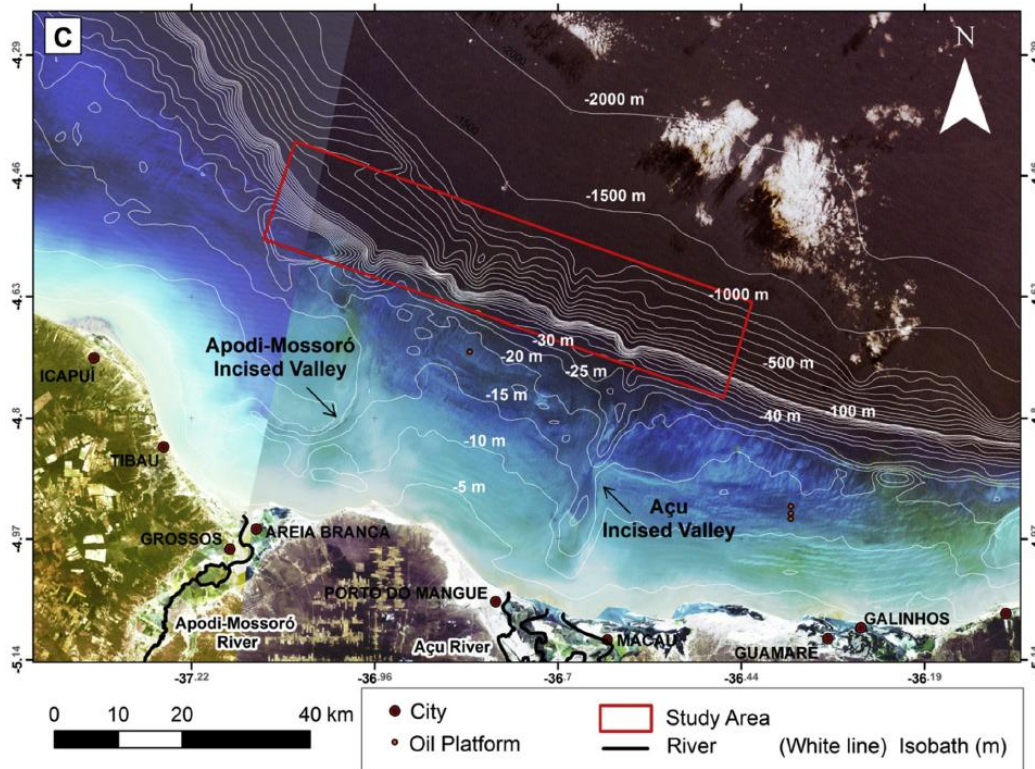 C
N
-4.29
-4.46
-4.63
-4.8
-4.97
-5.14
-2000
-2000 m
-1500
-1500 m
-1000 m
-500 m
-100 m
-40 m
-30 m
-20 m
-25 m
-15 m
-10 m
-5 m
Apodi-Mossoró
Incised Valley
Açu
Incised Valley
ICAPUÍ
TIBAU
GROSSOS
AREIA BRANCA
PORTO DO MANGUE
Apodi-Mossoró
River
Açu River
MACAU
GALINHOS
GUAMARÉ
-37.22
-36.96
-36.7
-36.44
-36.19
0 10 20 40 km
City
Oil Platform
Study Area
River
(White line) Isobath (m)